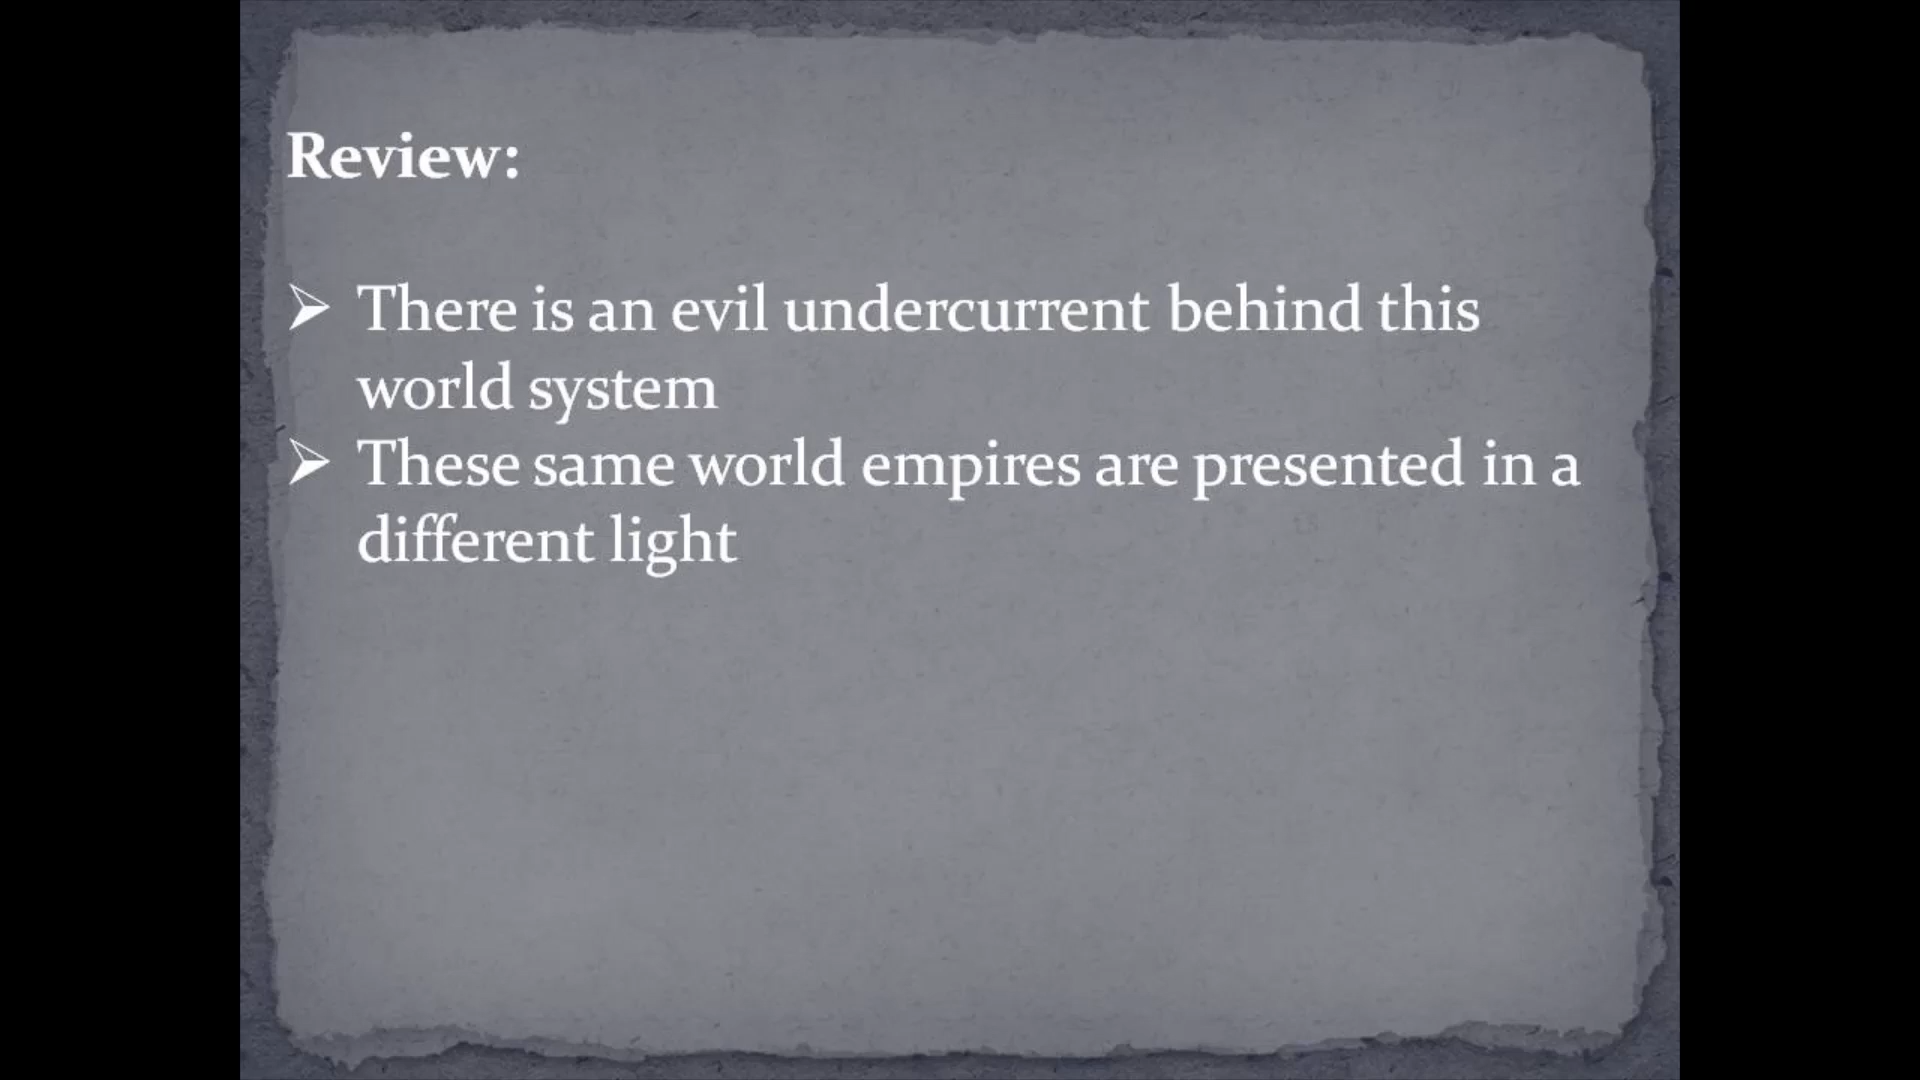 Review:
➢ There is an evil undercurrent behind this
world system
➢ These same world empires are presented in a
different light